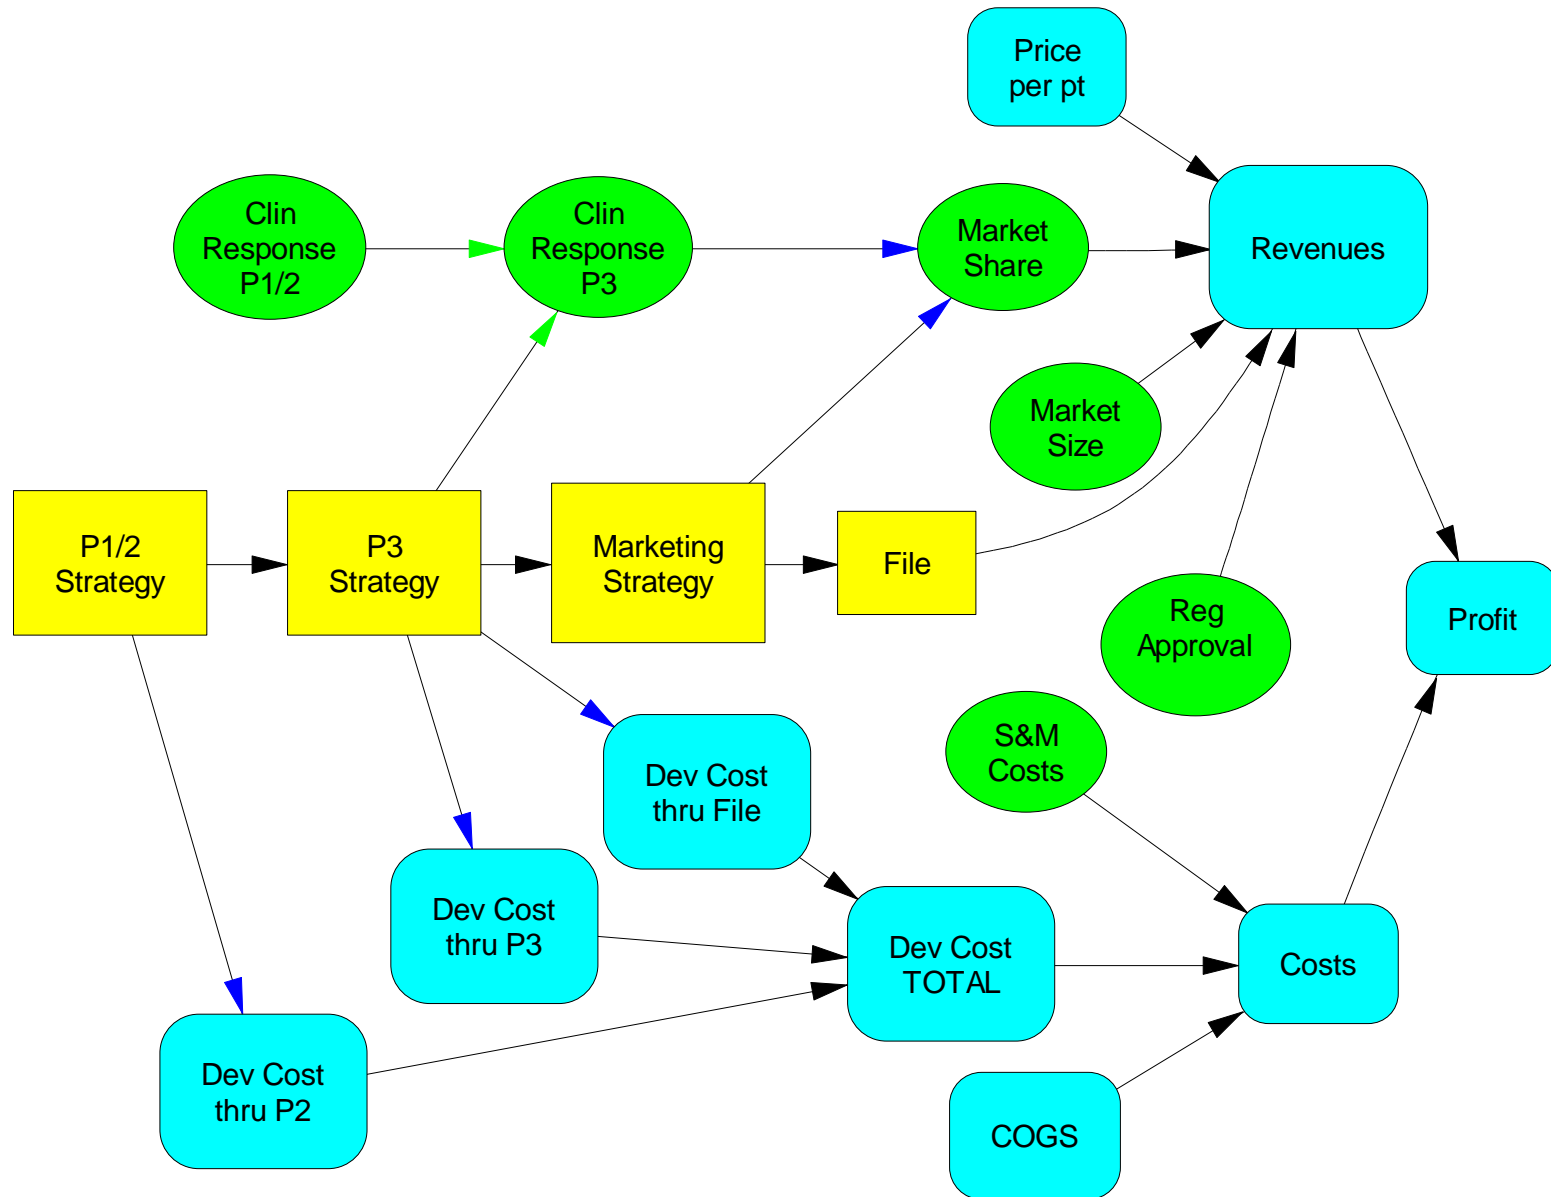 Price
per pt
Clin
Response
P1/2
Clin
Response
P3
Market
Share
Revenues
Market
Size
P1/2
Strategy
P3
Strategy
Marketing
Strategy
File
Reg
Approval
Profit
S&M
Costs
Dev Cost
thru File
Dev Cost
thru P3
Dev Cost
TOTAL
Costs
Dev Cost
thru P2
COGS